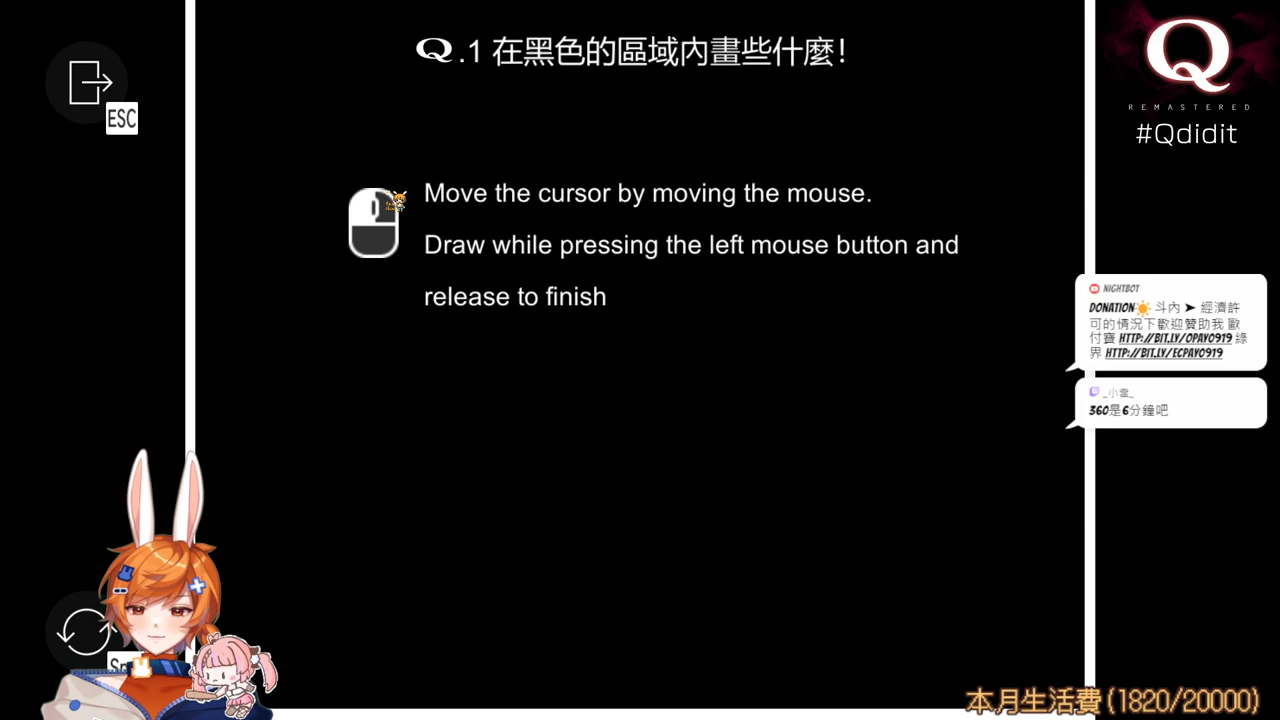 Q.1 在黑色的區域內畫些什麼!
ESC
Move the cursor by moving the mouse.
Draw while pressing the left mouse button and
release to finish
Q
REMASTERED
#Qdidit
NIGHTBOT
DONATION☀️ 斗內 ➤ 經濟許
可的情況下歡迎贊助我 歐
付寶 HTTP://BIT.LY/OPAY0919 綠
界 HTTP://BIT.LY/ECPAY0919
_小雲_
360是6分鐘吧
本月生活費(1820/20000)